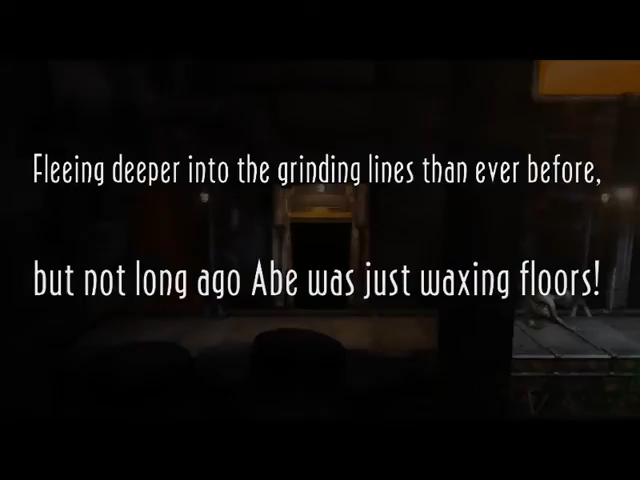 Fleeing deeper into the grinding lines than ever before,
but not long ago Abe was just waxing floors!